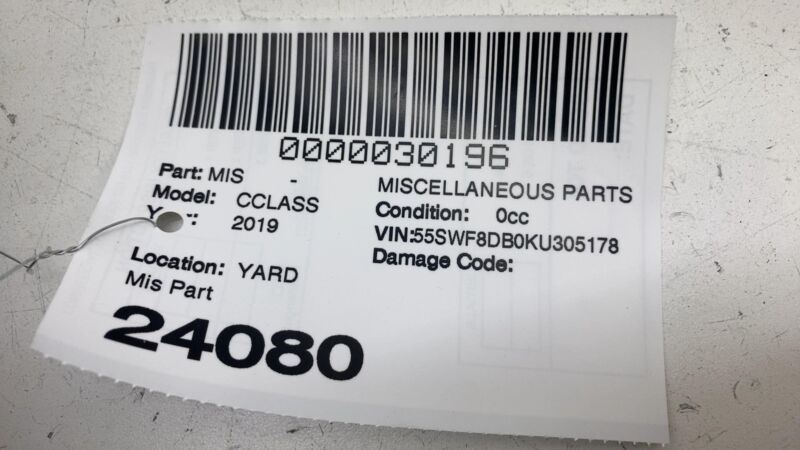 0000030196
Part: MIS - MISCELLANEOUS PARTS
Model: CCLASS Condition: 0cc
2019 VIN:55SWF8DB0KU305178
Damage Code:
Location: YARD
Mis Part
24080